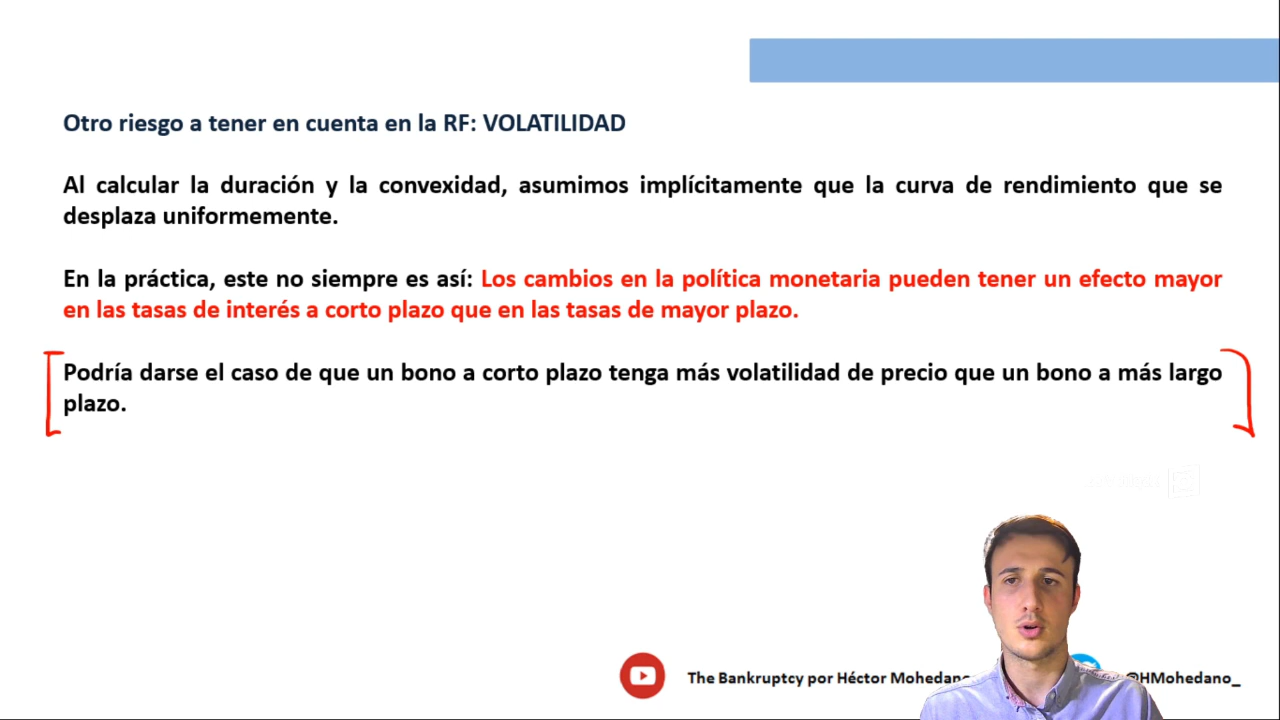 Otro riesgo a tener en cuenta en la RF: VOLATILIDAD
Al calcular la duración y la convexidad, asumimos implícitamente que la curva de rendimiento que se
desplaza uniformemente.
En la práctica, este no siempre es así: Los cambios en la política monetaria pueden tener un efecto mayor
en las tasas de interés a corto plazo que en las tasas de mayor plazo.
Podría darse el caso de que un bono a corto plazo tenga más volatilidad de precio que un bono a más largo
plazo.
The Bankruptcy por Héctor @HMohedano_